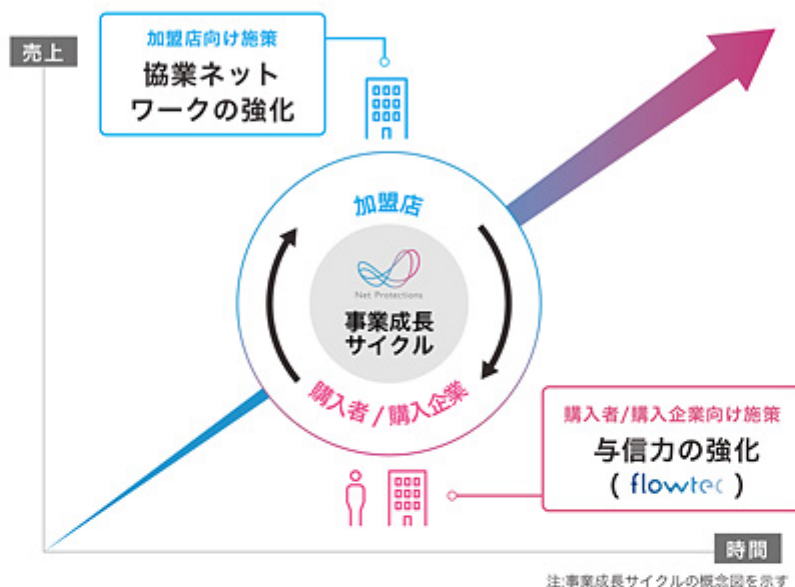 売上
加盟店向け施策
協業ネット
ワークの強化
加盟店
Net Protections
事業成長
サイクル
購入者 / 購入企業
購入者/購入企業向け施策
与信力の強化
( flowtec )
時間
注:事業成長サイクルの概念図を示す